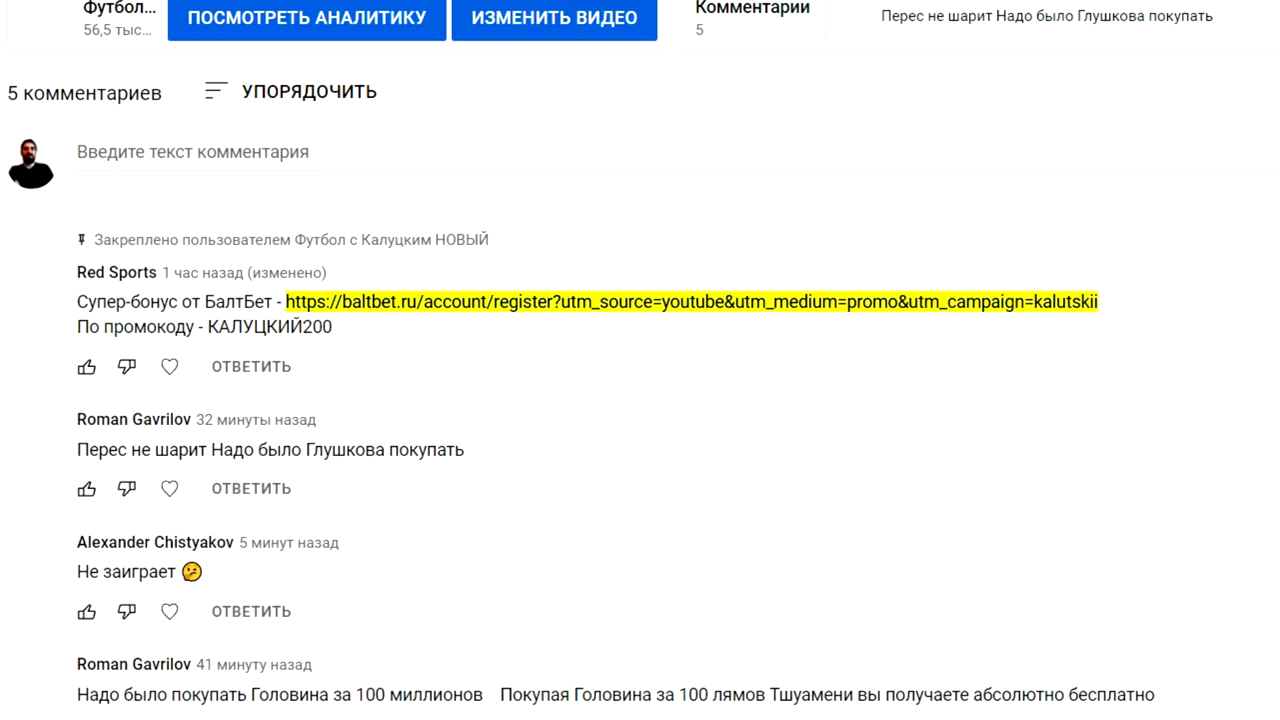 Футбол... ПОСМОТРЕТЬ АНАЛИТИКУ ИЗМЕНИТЬ ВИДЕО Комментарии Перес не шарит Надо было Глушкова покупать
56,5 тыс... 5
5 комментариев УПОРЯДОЧИТЬ
Введите текст комментария
Закреплено пользователем Футбол с Калуцким НОВЫЙ
Red Sports 1 час назад (изменено)
Супер-бонус от БалтБет - https://baltbet.ru/account/register?utm_source=youtube&utm_medium=promo&utm_campaign=kalutskii
По промокоду - КАЛУЦКИЙ200
ОТВЕТИТЬ
Roman Gavrilov 32 минуты назад
Перес не шарит Надо было Глушкова покупать
ОТВЕТИТЬ
Alexander Chistyakov 5 минут назад
Не заиграет 🤔
ОТВЕТИТЬ
Roman Gavrilov 41 минуту назад
Надо было покупать Головина за 100 миллионов Покупая Головина за 100 лямов Тшуамени вы получаете абсолютно бесплатно